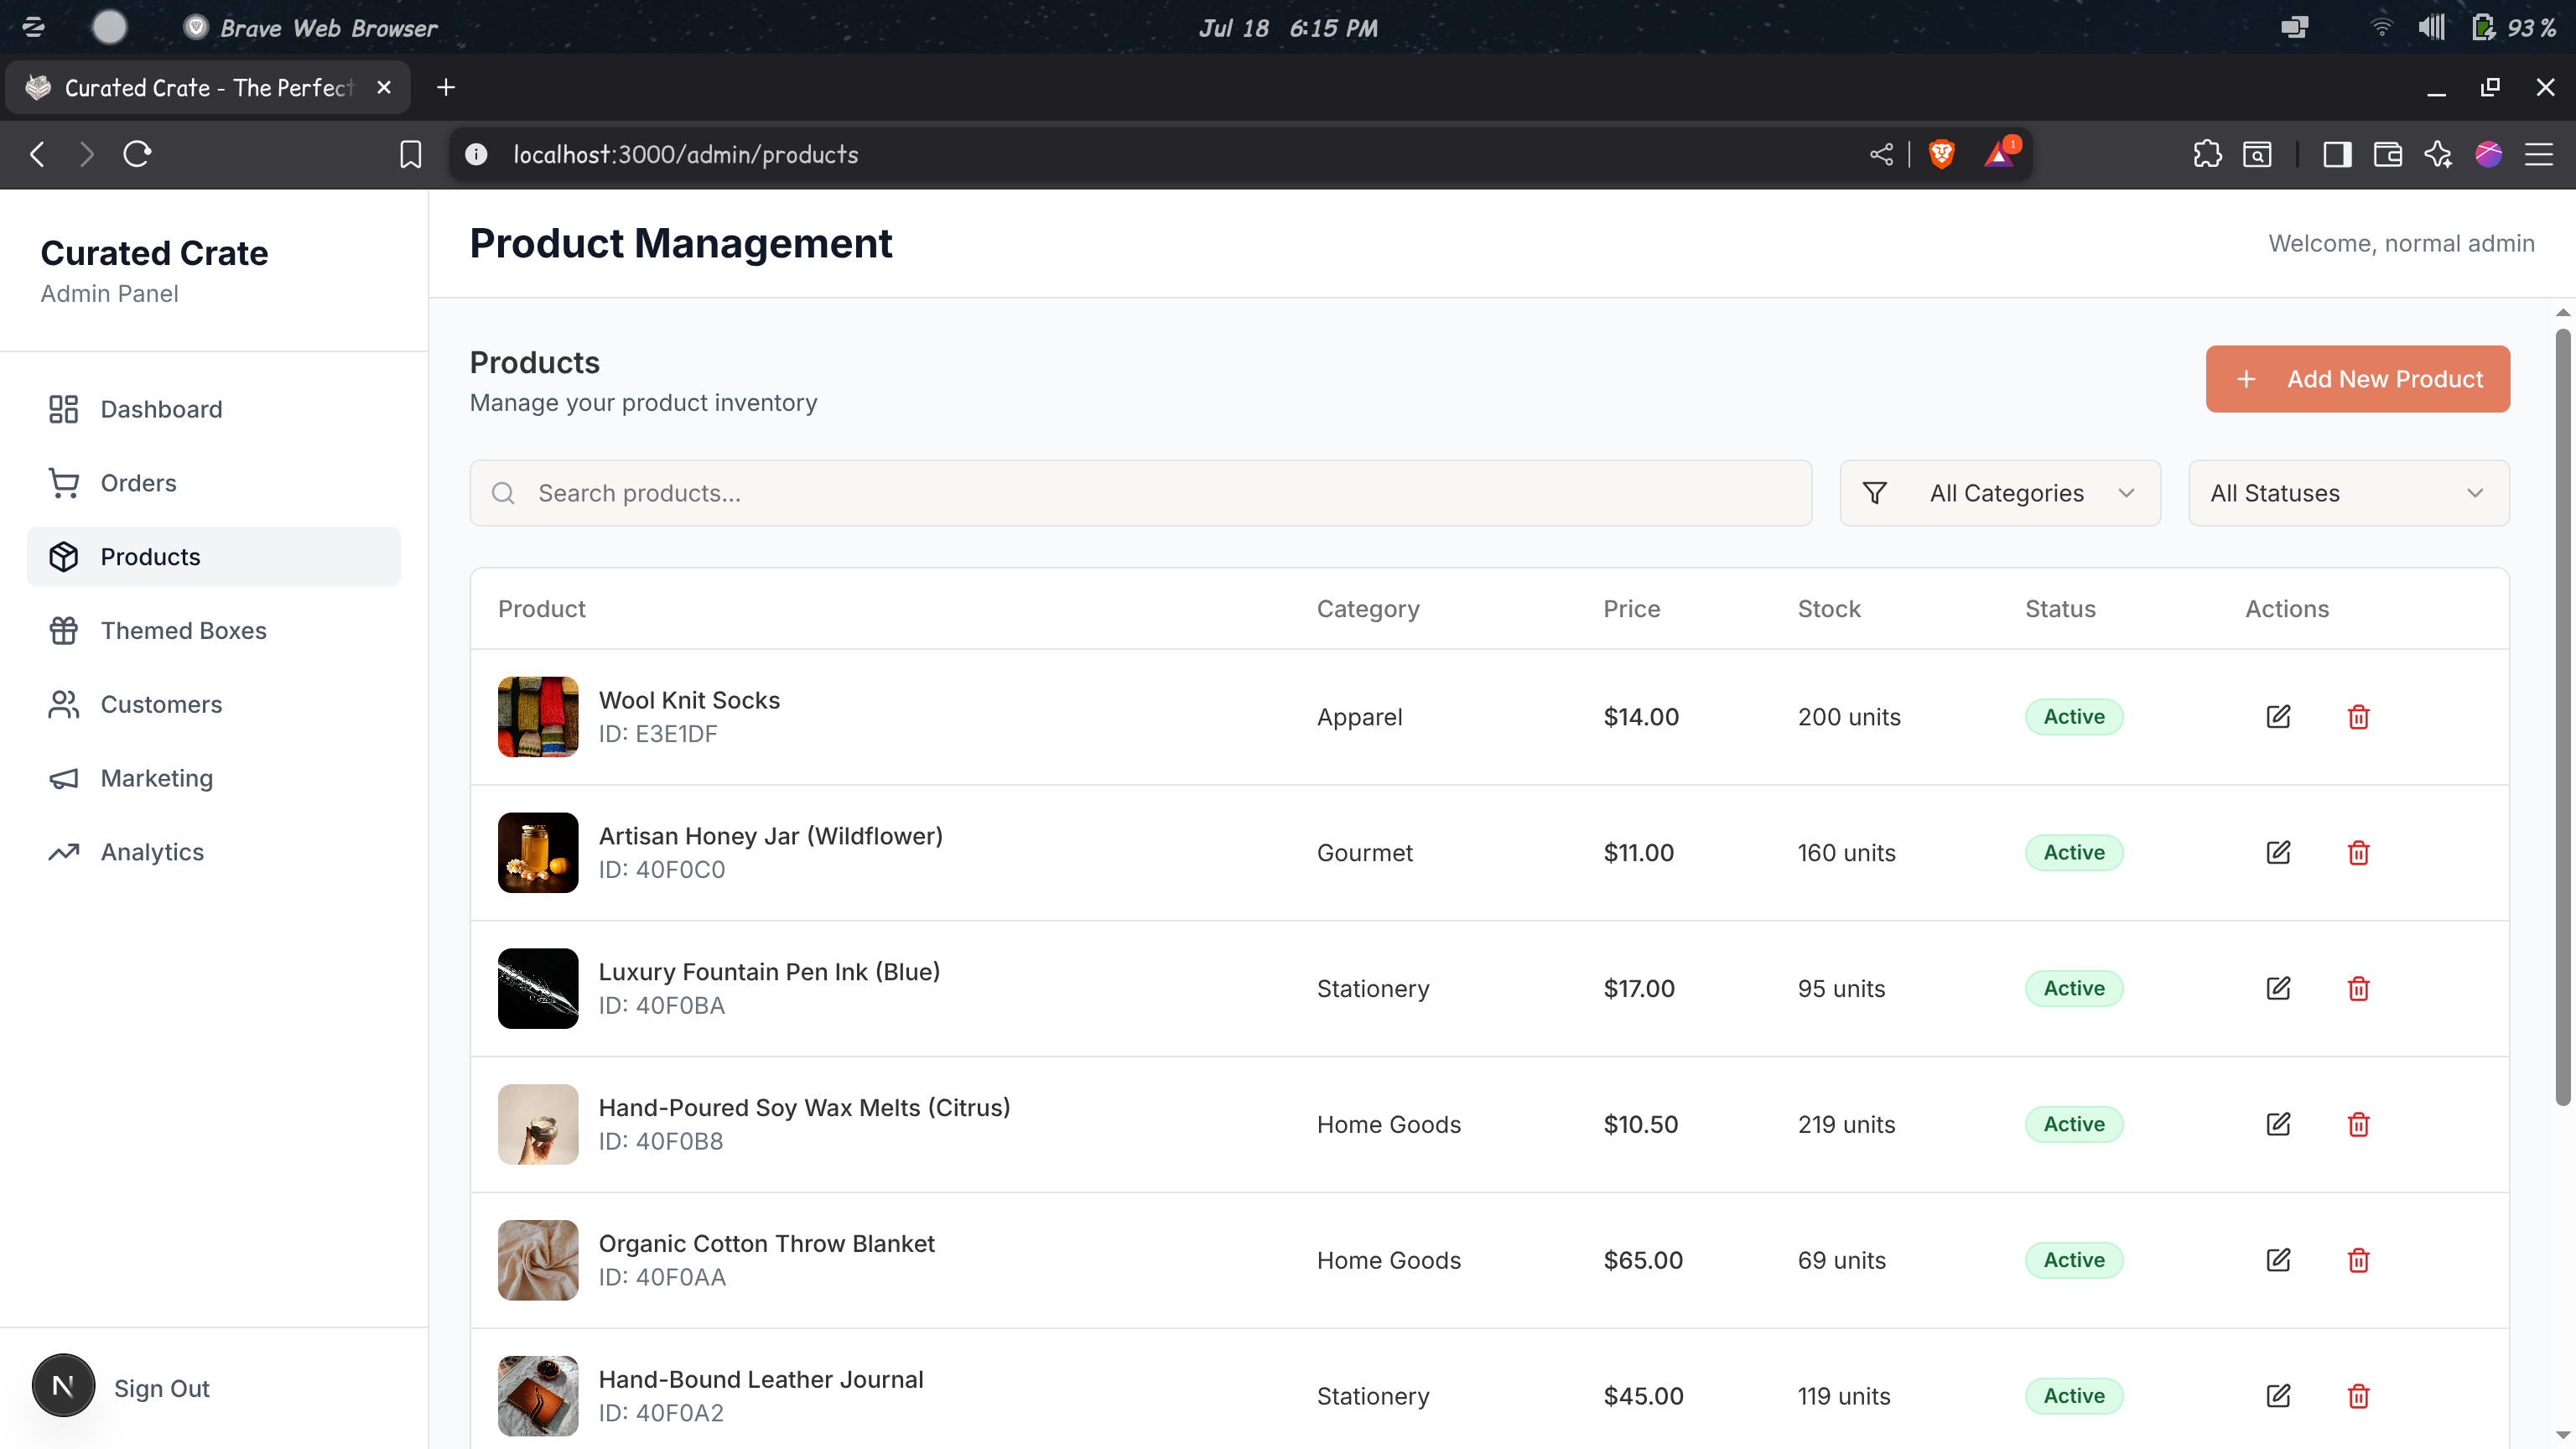 Brave Web Browser
Jul 18 6:15 PM
93 %
Curated Crate - The Perfect
localhost:3000/admin/products
1
Curated Crate
Admin Panel
Dashboard
Orders
Products
Themed Boxes
Customers
Marketing
Analytics
N
Sign Out
Product Management
Welcome, normal admin
Products
Manage your product inventory
Add New Product
Search products...
All Categories
All Statuses
Product Category Price Stock Status Actions
Wool Knit Socks
ID: E3E1DF
Apparel $14.00 200 units Active
Artisan Honey Jar (Wildflower)
ID: 40F0C0
Gourmet $11.00 160 units Active
Luxury Fountain Pen Ink (Blue)
ID: 40F0BA
Stationery $17.00 95 units Active
Hand-Poured Soy Wax Melts (Citrus)
ID: 40F0B8
Home Goods $10.50 219 units Active
Organic Cotton Throw Blanket
ID: 40F0AA
Home Goods $65.00 69 units Active
Hand-Bound Leather Journal
ID: 40F0A2
Stationery $45.00 119 units Active